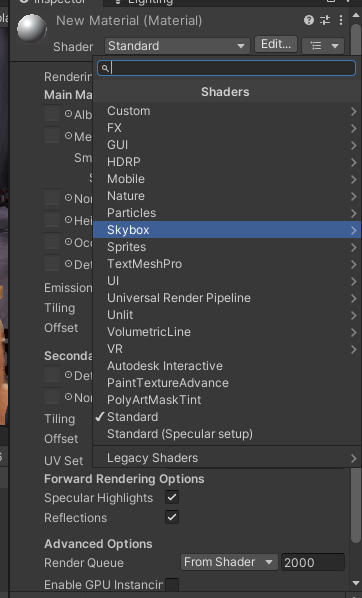 Inspector
Lighting
New Material (Material)
Shader Standard Edit...
Rendering
Shaders
Main Ma
Custom
Alb FX
Me GUI
HDRP
Sm Mobile
Nature
Nor Particles
Hei Skybox
Occ Sprites
Det TextMeshPro
Emission UI
Tiling Universal Render Pipeline
Offset Unlit
VolumetricLine
Seconda VR
Det Autodesk Interactive
Nor PaintTextureAdvance
PolyArtMaskTint
Tiling Standard
Offset Standard (Specular setup)
UV Set Legacy Shaders
Forward Rendering Options
Specular Highlights
Reflections
Advanced Options
Render Queue From Shader 2000
Enable GPU Instancin